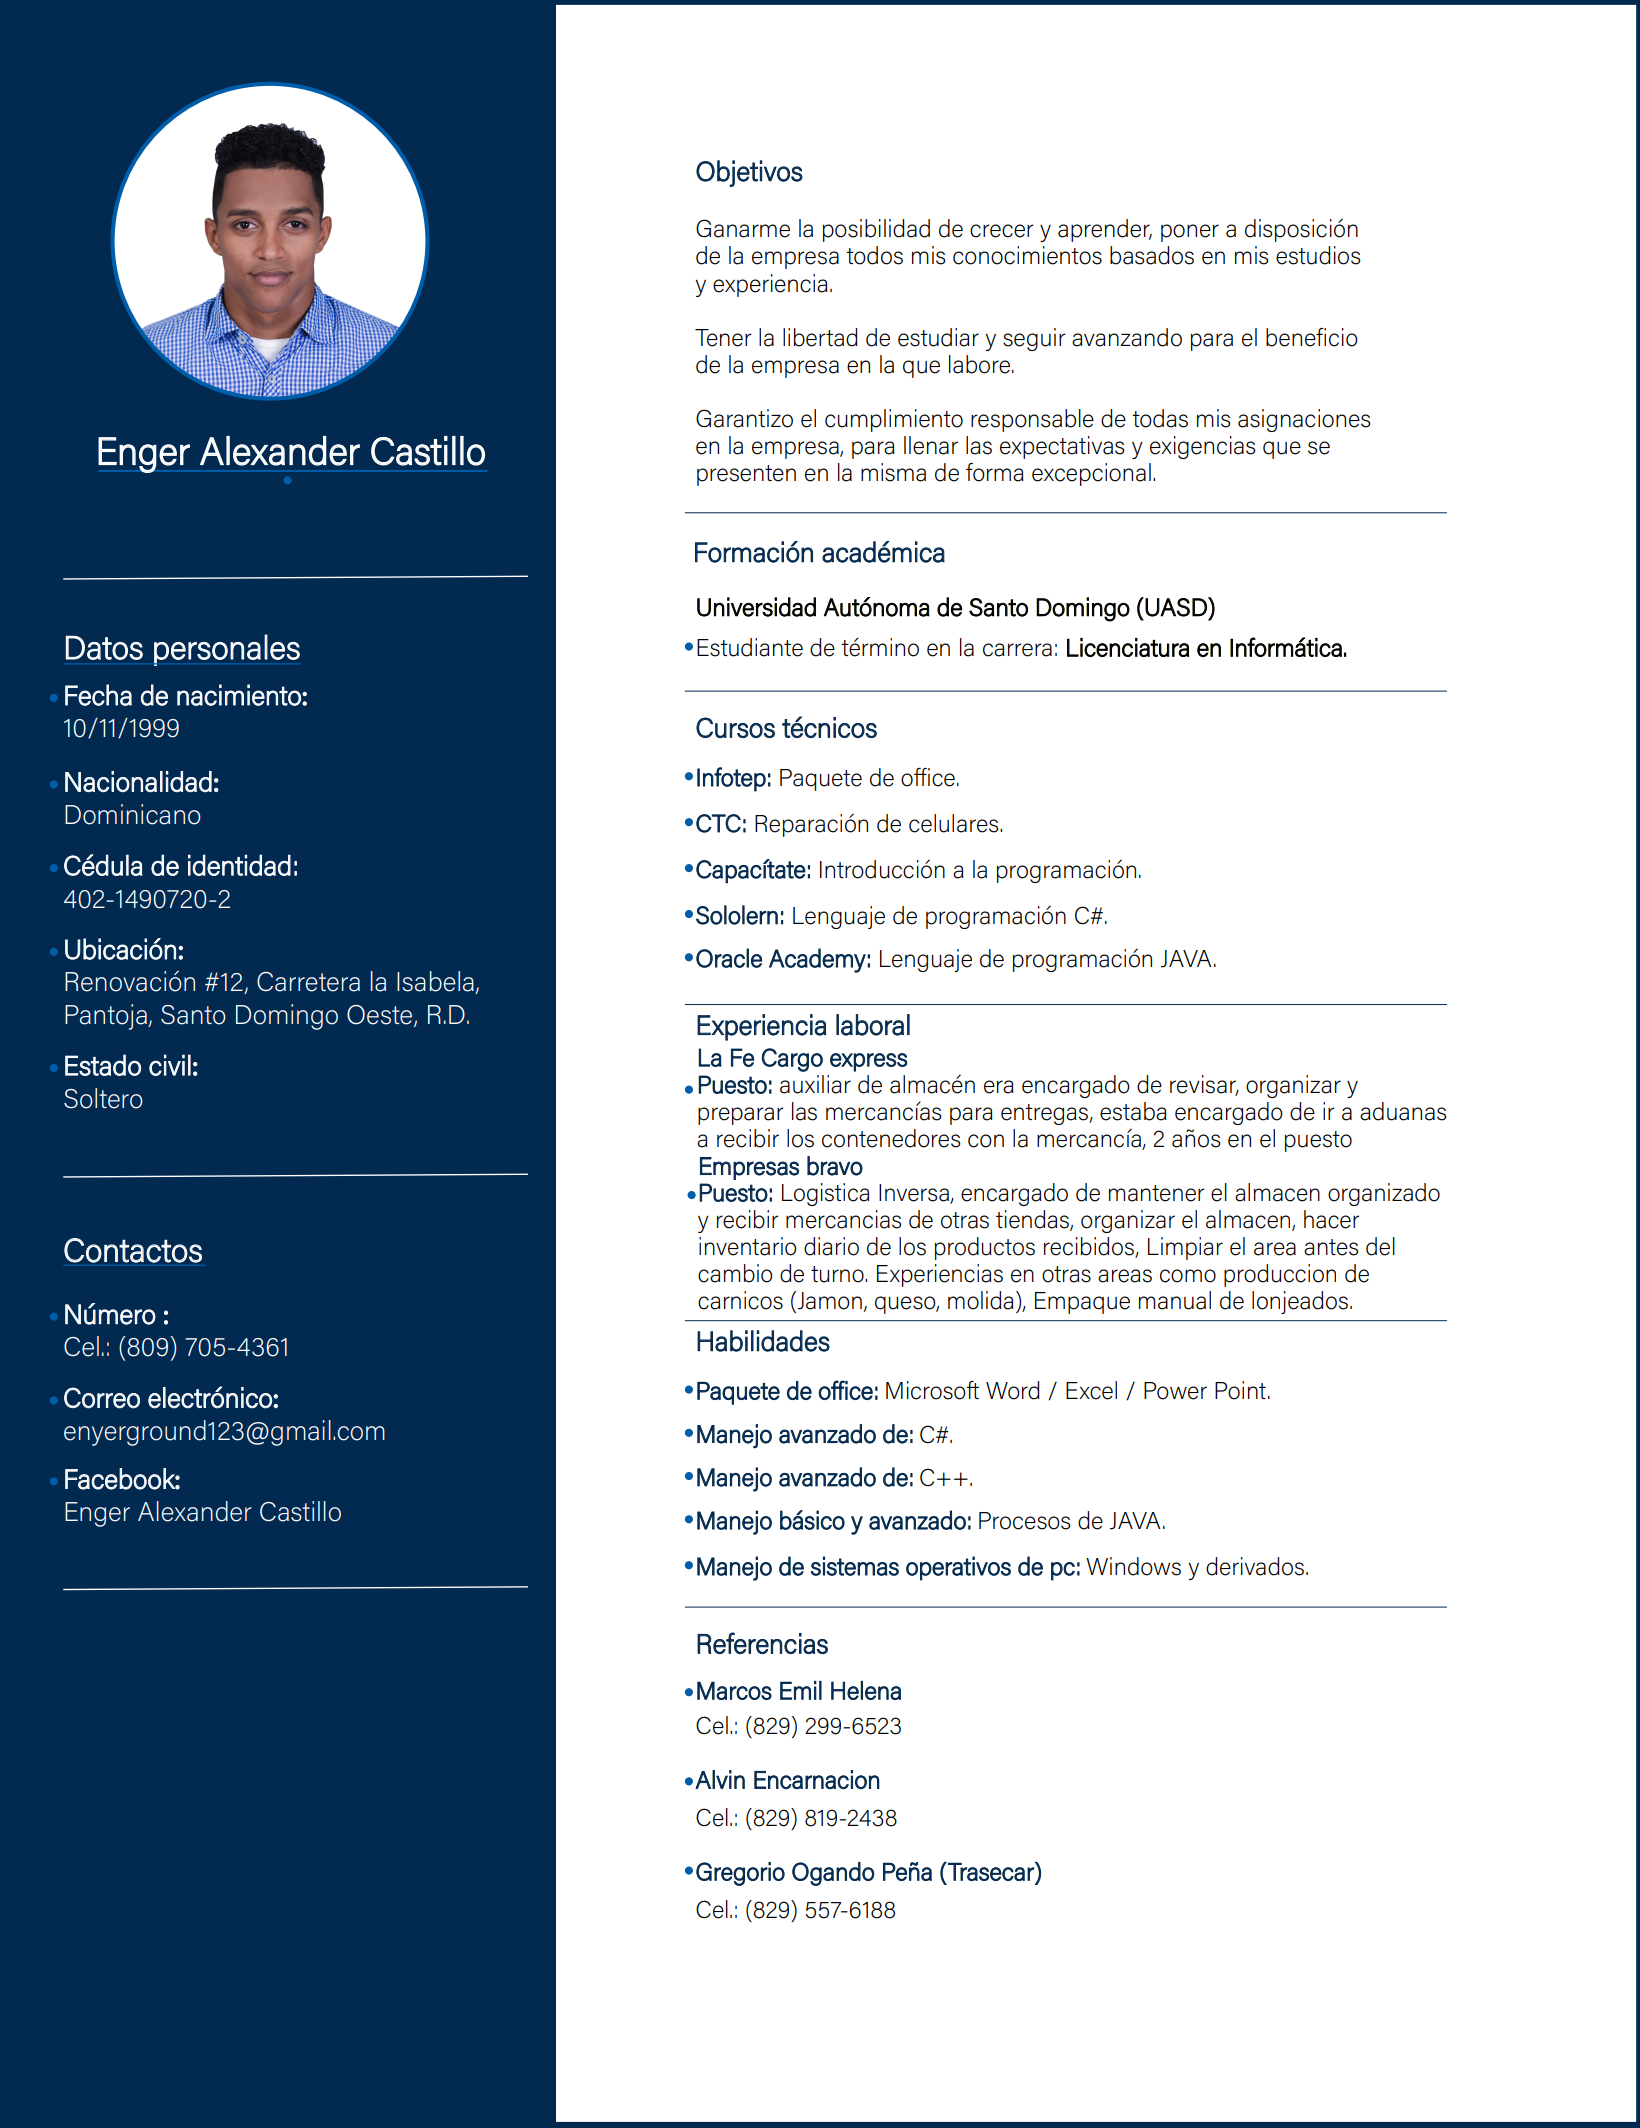 Enger Alexander Castillo
Datos personales
Fecha de nacimiento:
10/11/1999
Nacionalidad:
Dominicano
Cédula de identidad:
402-1490720-2
Ubicación:
Renovación #12, Carretera la Isabela,
Pantoja, Santo Domingo Oeste, R.D.
Estado civil:
Soltero
Contactos
Número :
Cel.: (809) 705-4361
Correo electrónico:
enyerground123@gmail.com
Facebook:
Enger Alexander Castillo
Objetivos
Ganarme la posibilidad de crecer y aprender, poner a disposición
de la empresa todos mis conocimientos basados en mis estudios
y experiencia.
Tener la libertad de estudiar y seguir avanzando para el beneficio
de la empresa en la que labore.
Garantizo el cumplimiento responsable de todas mis asignaciones
en la empresa, para llenar las expectativas y exigencias que se
presenten en la misma de forma excepcional.
Formación académica
Universidad Autónoma de Santo Domingo (UASD)
•Estudiante de término en la carrera: Licenciatura en Informática.
Cursos técnicos
•Infotep: Paquete de office.
•CTC: Reparación de celulares.
•Capacítate: Introducción a la programación.
•Sololern: Lenguaje de programación C#.
•Oracle Academy: Lenguaje de programación JAVA.
Experiencia laboral
La Fe Cargo express
•Puesto: auxiliar de almacén era encargado de revisar, organizar y
preparar las mercancías para entregas, estaba encargado de ir a aduanas
a recibir los contenedores con la mercancía, 2 años en el puesto
Empresas bravo
•Puesto: Logistica Inversa, encargado de mantener el almacen organizado
y recibir mercancias de otras tiendas, organizar el almacen, hacer
inventario diario de los productos recibidos, Limpiar el area antes del
cambio de turno. Experiencias en otras areas como produccion de
carnicos (Jamon, queso, molida), Empaque manual de lonjeados.
Habilidades
•Paquete de office: Microsoft Word / Excel / Power Point.
•Manejo avanzado de: C#.
•Manejo avanzado de: C++.
•Manejo básico y avanzado: Procesos de JAVA.
•Manejo de sistemas operativos de pc: Windows y derivados.
Referencias
•Marcos Emil Helena
Cel.: (829) 299-6523
•Alvin Encarnacion
Cel.: (829) 819-2438
•Gregorio Ogando Peña (Trasecar)
Cel.: (829) 557-6188